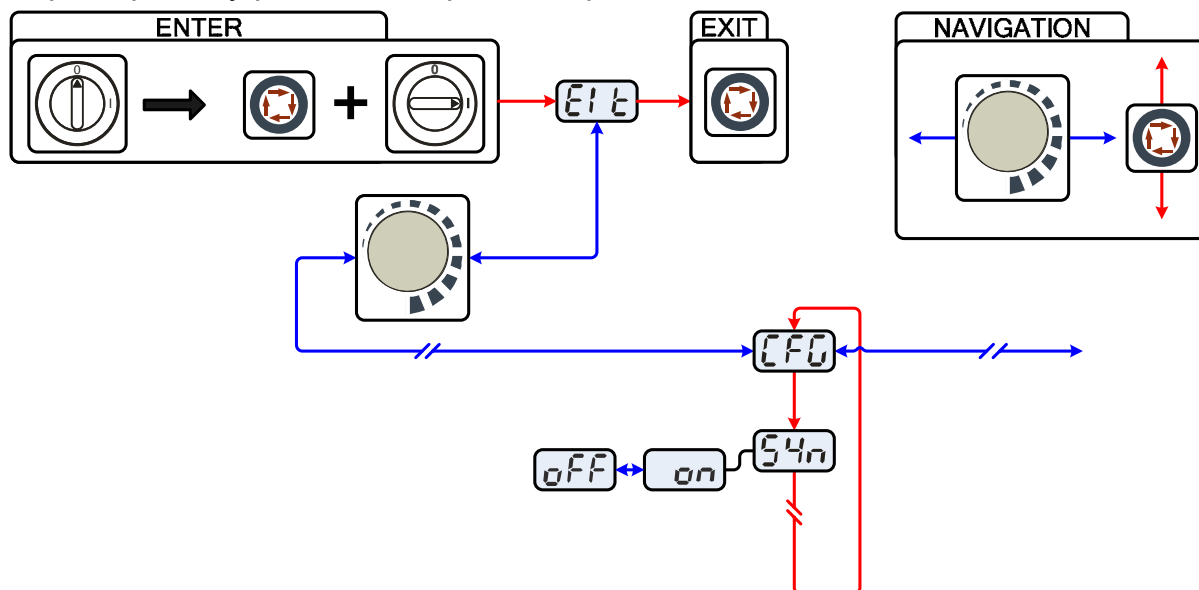 ENTER
EXIT
NAVIGATION
0
I
0
I
EIt
CFG
oFF
on
SYn